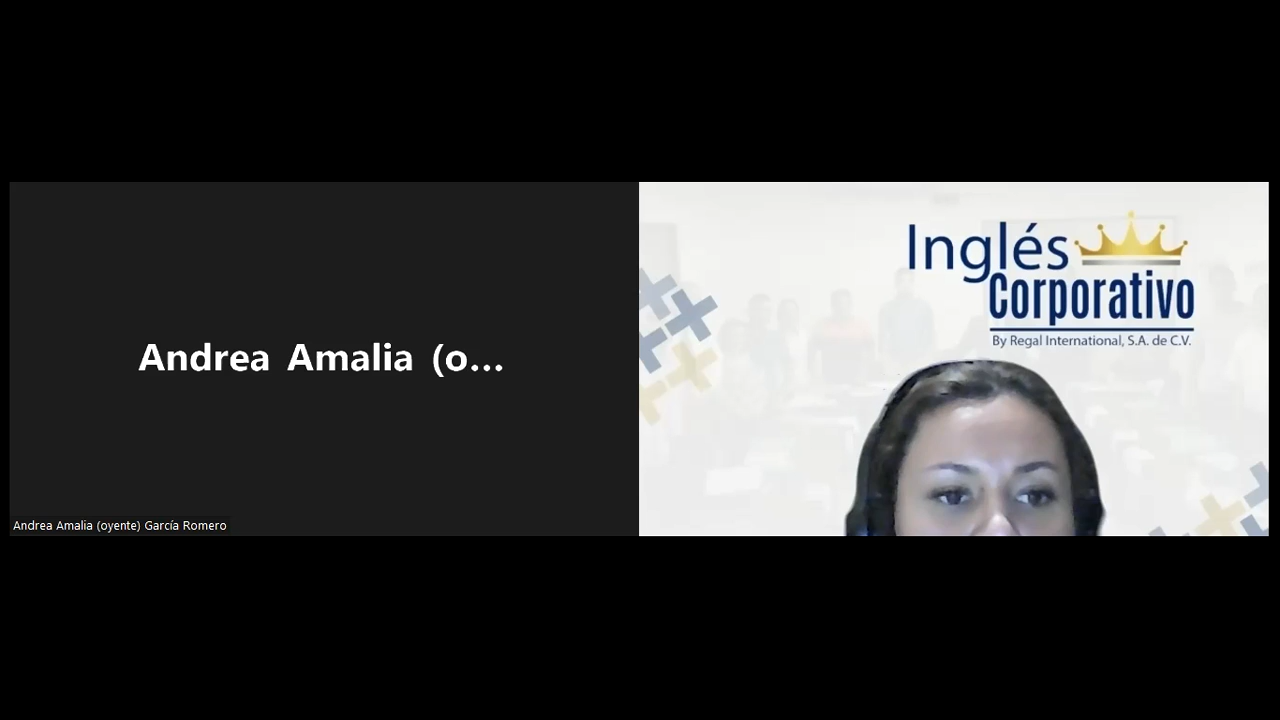 Andrea Amalia (o...
Andrea Amalia (oyente) García Romero
Inglés
Corporativo
By Regal International, S.A. de C.V.